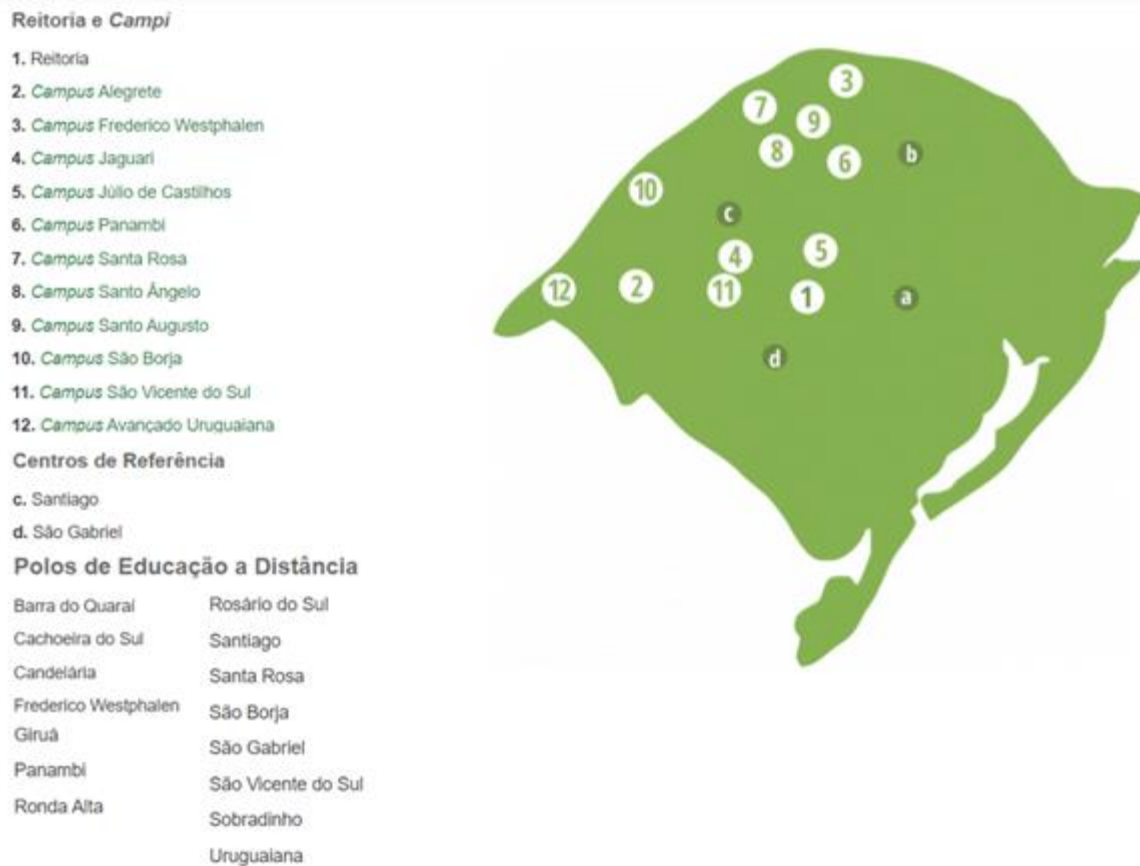 Reitoria e Campi
1. Reitoria
2. Campus Alegrete
3. Campus Frederico Westphalen
4. Campus Jaguari
5. Campus Júlio de Castilhos
6. Campus Panambi
7. Campus Santa Rosa
8. Campus Santo Ângelo
9. Campus Santo Augusto
10. Campus São Borja
11. Campus São Vicente do Sul
12. Campus Avançado Uruguaiana
Centros de Referência
c. Santiago
d. São Gabriel
Polos de Educação a Distância
Barra do Quaraí
Cachoeira do Sul
Candelária
Frederico Westphalen
Giruá
Panambi
Ronda Alta
Rosário do Sul
Santiago
Santa Rosa
São Borja
São Gabriel
São Vicente do Sul
Sobradinho
Uruguaiana
3
7
9
8
6
b
10
c
4
5
12
2
11
1
a
d